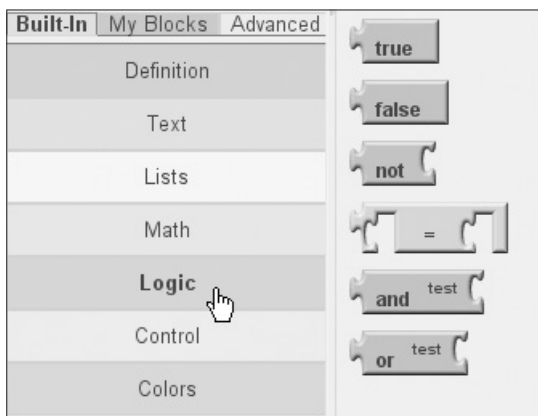 Built-In My Blocks Advanced
Definition
Text
Lists
Math
Logic
Control
Colors
true
false
not
=
and test
or test